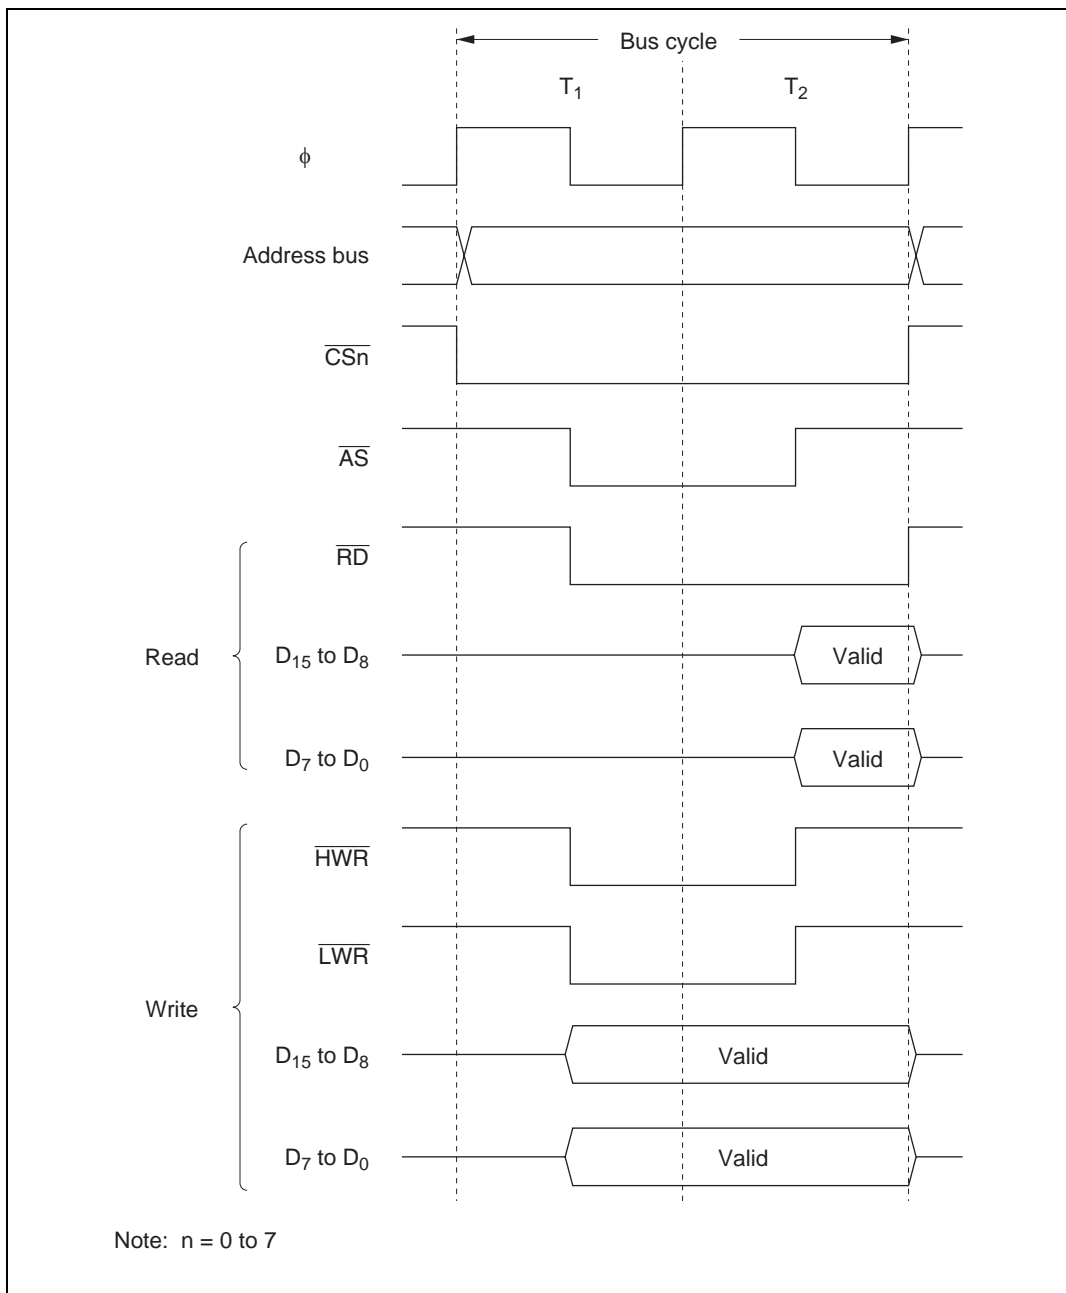 Bus cycle
T1 T2
ϕ
Address bus
CSn
AS
RD
Read
D15 to D8 Valid
D7 to D0 Valid
HWR
LWR
Write
D15 to D8 Valid
D7 to D0 Valid
Note: n = 0 to 7